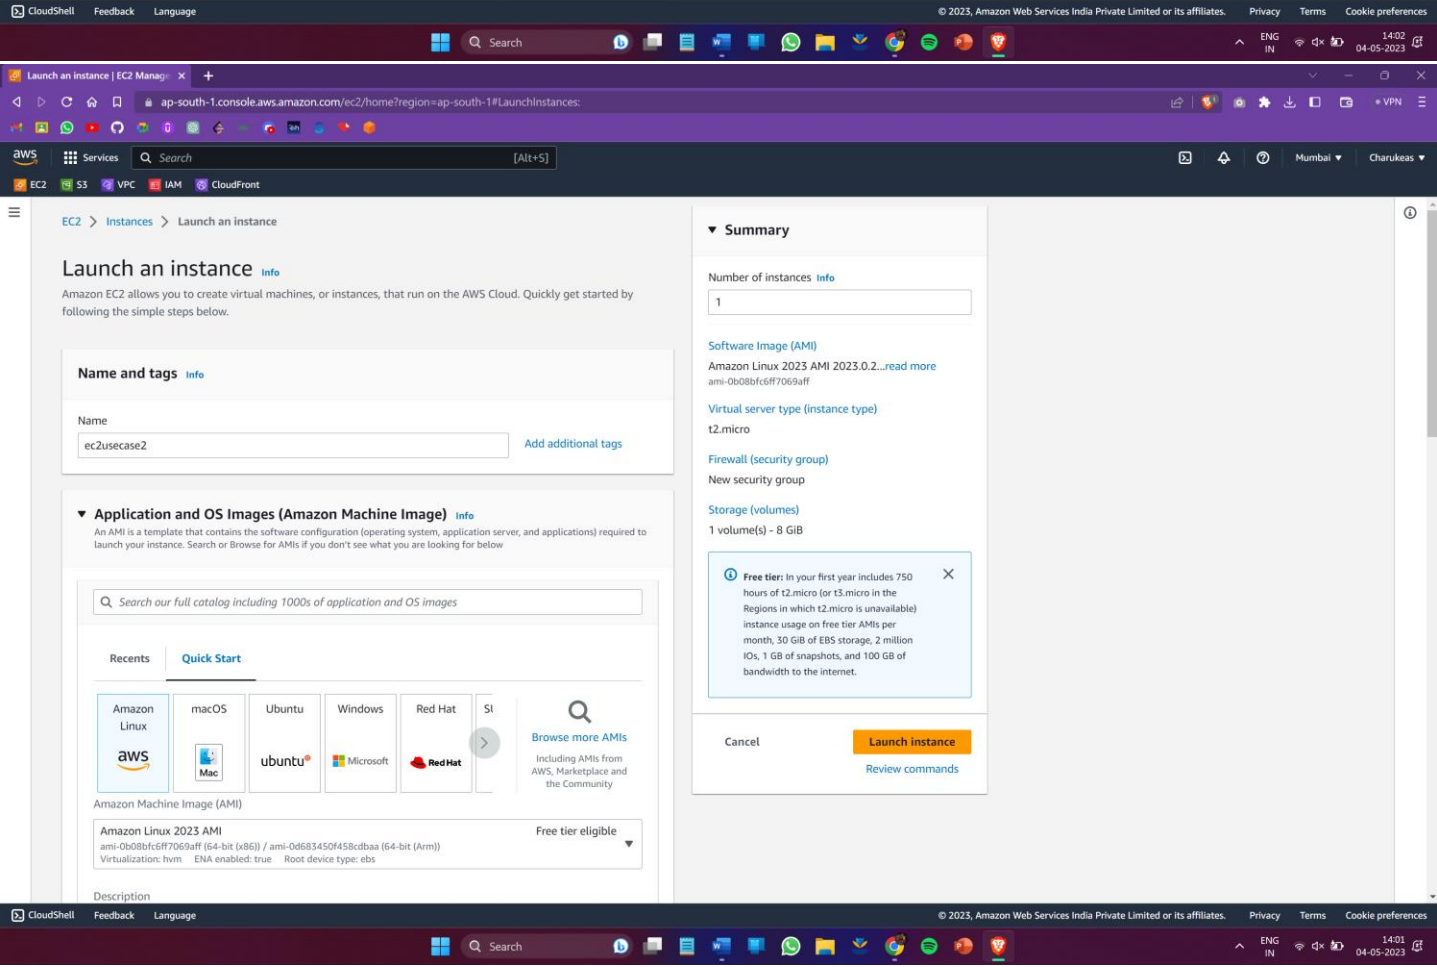 CloudShell Feedback Language © 2023, Amazon Web Services India Private Limited or its affiliates. Privacy Terms Cookie preferences
Search ENG IN 14:02 04-05-2023
Launch an instance | EC2 Manage
ap-south-1.console.aws.amazon.com/ec2/home?region=ap-south-1#LaunchInstances: VPN
aws Services Search [Alt+S] Mumbai Charukeas
EC2 S3 VPC IAM CloudFront
EC2 Instances Launch an instance
Launch an instance Info
Amazon EC2 allows you to create virtual machines, or instances, that run on the AWS Cloud. Quickly get started by
following the simple steps below.
Name and tags Info
Name
ec2usecase2 Add additional tags
Application and OS Images (Amazon Machine Image) Info
An AMI is a template that contains the software configuration (operating system, application server, and applications) required to
launch your instance. Search or Browse for AMIs if you don't see what you are looking for below
Search our full catalog including 1000s of application and OS images
Recents Quick Start
Amazon Linux
aws
macOS
Mac
Ubuntu
ubuntu
Windows
Microsoft
Red Hat
Red Hat
Browse more AMIs
Including AMIs from
AWS, Marketplace and
the Community
Amazon Machine Image (AMI)
Amazon Linux 2023 AMI Free tier eligible
ami-0b08bfc6ff7069aff (64-bit (x86)) / ami-0d683450f458cdbaa (64-bit (Arm))
Virtualization: hvm ENA enabled: true Root device type: ebs
Description
Summary
Number of instances Info
1
Software Image (AMI)
Amazon Linux 2023 AMI 2023.0.2...read more
ami-0b08bfc6ff7069aff
Virtual server type (instance type)
t2.micro
Firewall (security group)
New security group
Storage (volumes)
1 volume(s) - 8 GiB
Free tier: In your first year includes 750
hours of t2.micro (or t3.micro in the
Regions in which t2.micro is unavailable)
instance usage on free tier AMIs per
month, 30 GiB of EBS storage, 2 million
IOs, 1 GB of snapshots, and 100 GB of
bandwidth to the internet.
Cancel Launch instance
Review commands
CloudShell Feedback Language © 2023, Amazon Web Services India Private Limited or its affiliates. Privacy Terms Cookie preferences
Search ENG IN 14:01 04-05-2023